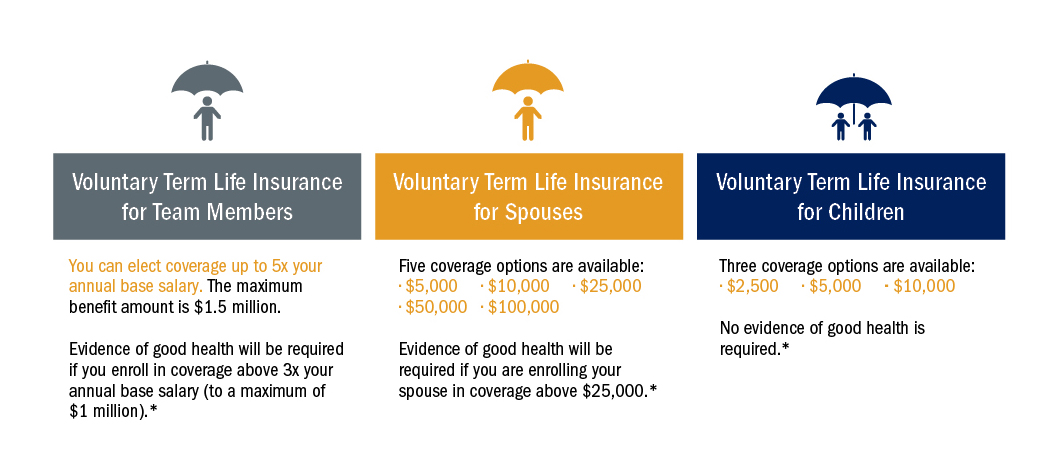 Voluntary Term Life Insurance
for Team Members
You can elect coverage up to 5x your
annual base salary. The maximum
benefit amount is $1.5 million.
Evidence of good health will be required
if you enroll in coverage above 3x your
annual base salary (to a maximum of
$1 million).*
Voluntary Term Life Insurance
for Spouses
Five coverage options are available:
· $5,000 · $10,000 · $25,000
· $50,000 · $100,000
Evidence of good health will be
required if you are enrolling your
spouse in coverage above $25,000.*
Voluntary Term Life Insurance
for Children
Three coverage options are available:
· $2,500 · $5,000 · $10,000
No evidence of good health is
required.*